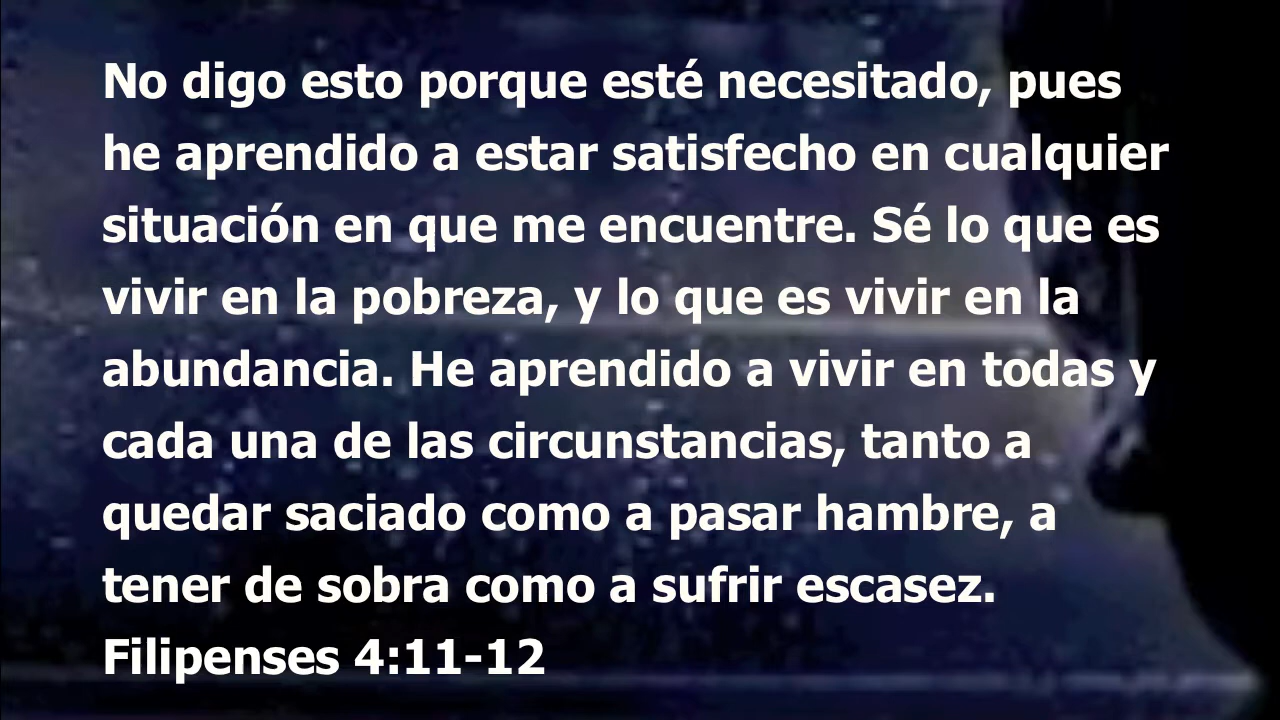 No digo esto porque esté necesitado, pues
he aprendido a estar satisfecho en cualquier
situación en que me encuentre. Sé lo que es
vivir en la pobreza, y lo que es vivir en la
abundancia. He aprendido a vivir en todas y
cada una de las circunstancias, tanto a
quedar saciado como a pasar hambre, a
tener de sobra como a sufrir escasez.
Filipenses 4:11-12